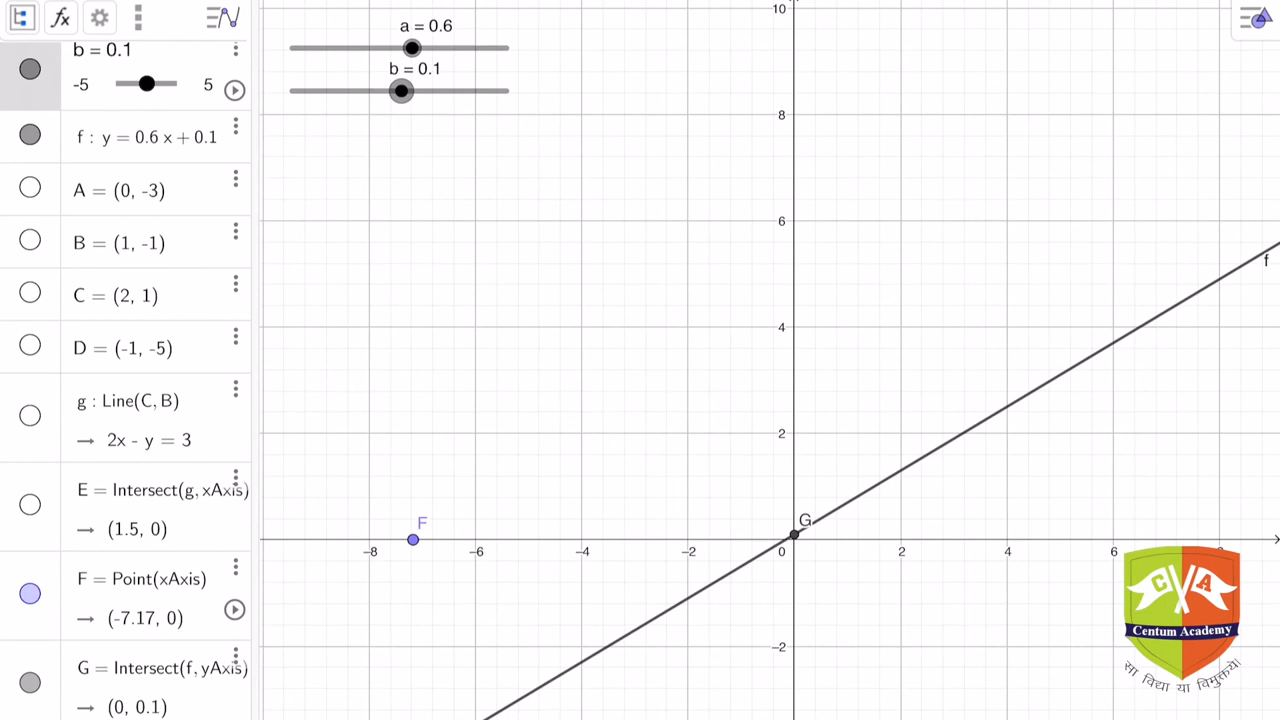 b = 0.1
-5 5
f : y = 0.6 x + 0.1
A = (0, -3)
B = (1, -1)
C = (2, 1)
D = (-1, -5)
g : Line(C, B)
→ 2x - y = 3
E = Intersect(g, xAxis)
→ (1.5, 0)
F = Point(xAxis)
→ (-7.17, 0)
G = Intersect(f, yAxis)
→ (0, 0.1)
fx
a = 0.6
b = 0.1
10
8
6
4
2
-2
-8 -6 -4 -2 0 2 4 6
F
G
f
C A
Centum Academy
सा विद्या या विमुक्तये